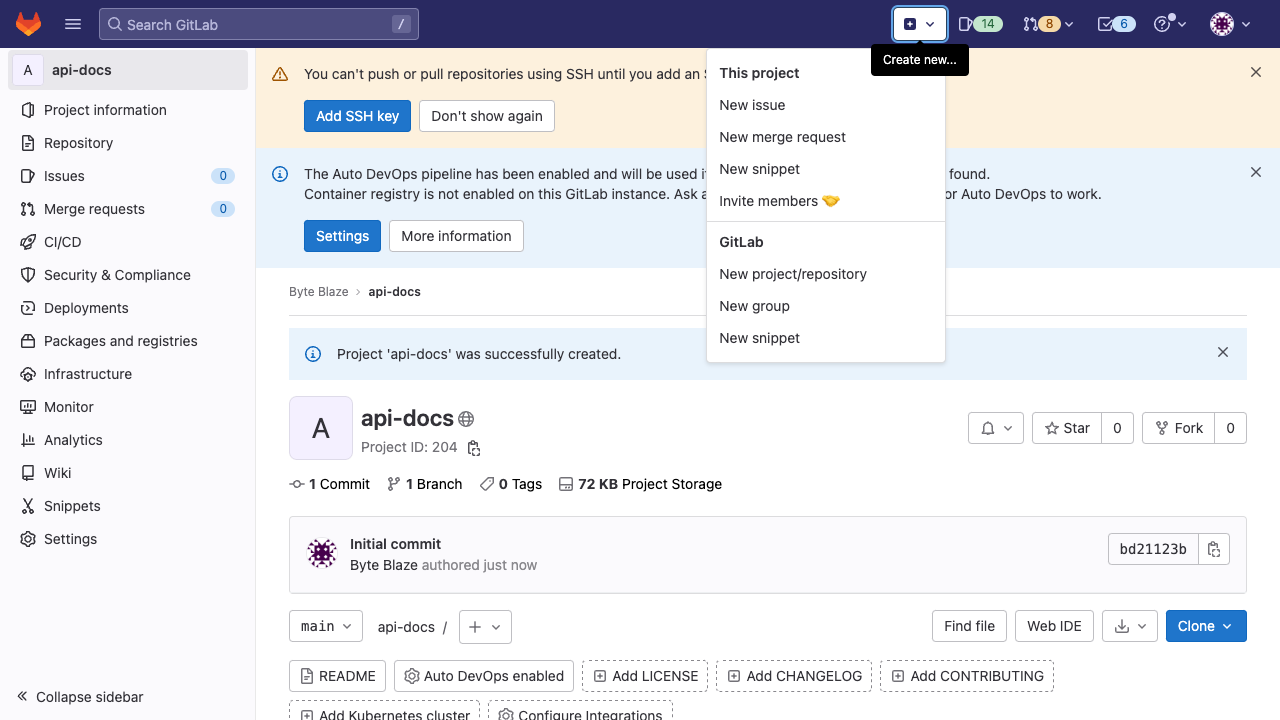 Search GitLab
/
14
8
6
Create new...
A
api-docs
Project information
Repository
Issues
0
Merge requests
0
CI/CD
Security & Compliance
Deployments
Packages and registries
Infrastructure
Monitor
Analytics
Wiki
Snippets
Settings
Collapse sidebar
You can't push or pull repositories using SSH until you add an
Add SSH key
Don't show again
The Auto DevOps pipeline has been enabled and will be used
found.
Container registry is not enabled on this GitLab instance. Ask
Auto DevOps to work.
Settings
More information
This project
New issue
New merge request
New snippet
Invite members 🤝
GitLab
New project/repository
New group
New snippet
Byte Blaze
api-docs
Project 'api-docs' was successfully created.
A
api-docs
Project ID: 204
Star
0
Fork
0
1 Commit
1 Branch
0 Tags
72 KB Project Storage
Initial commit
Byte Blaze authored just now
bd21123b
main
api-docs /
Find file
Web IDE
Clone
README
Auto DevOps enabled
Add LICENSE
Add CHANGELOG
Add CONTRIBUTING
Add Kubernetes cluster
Configure Integrations